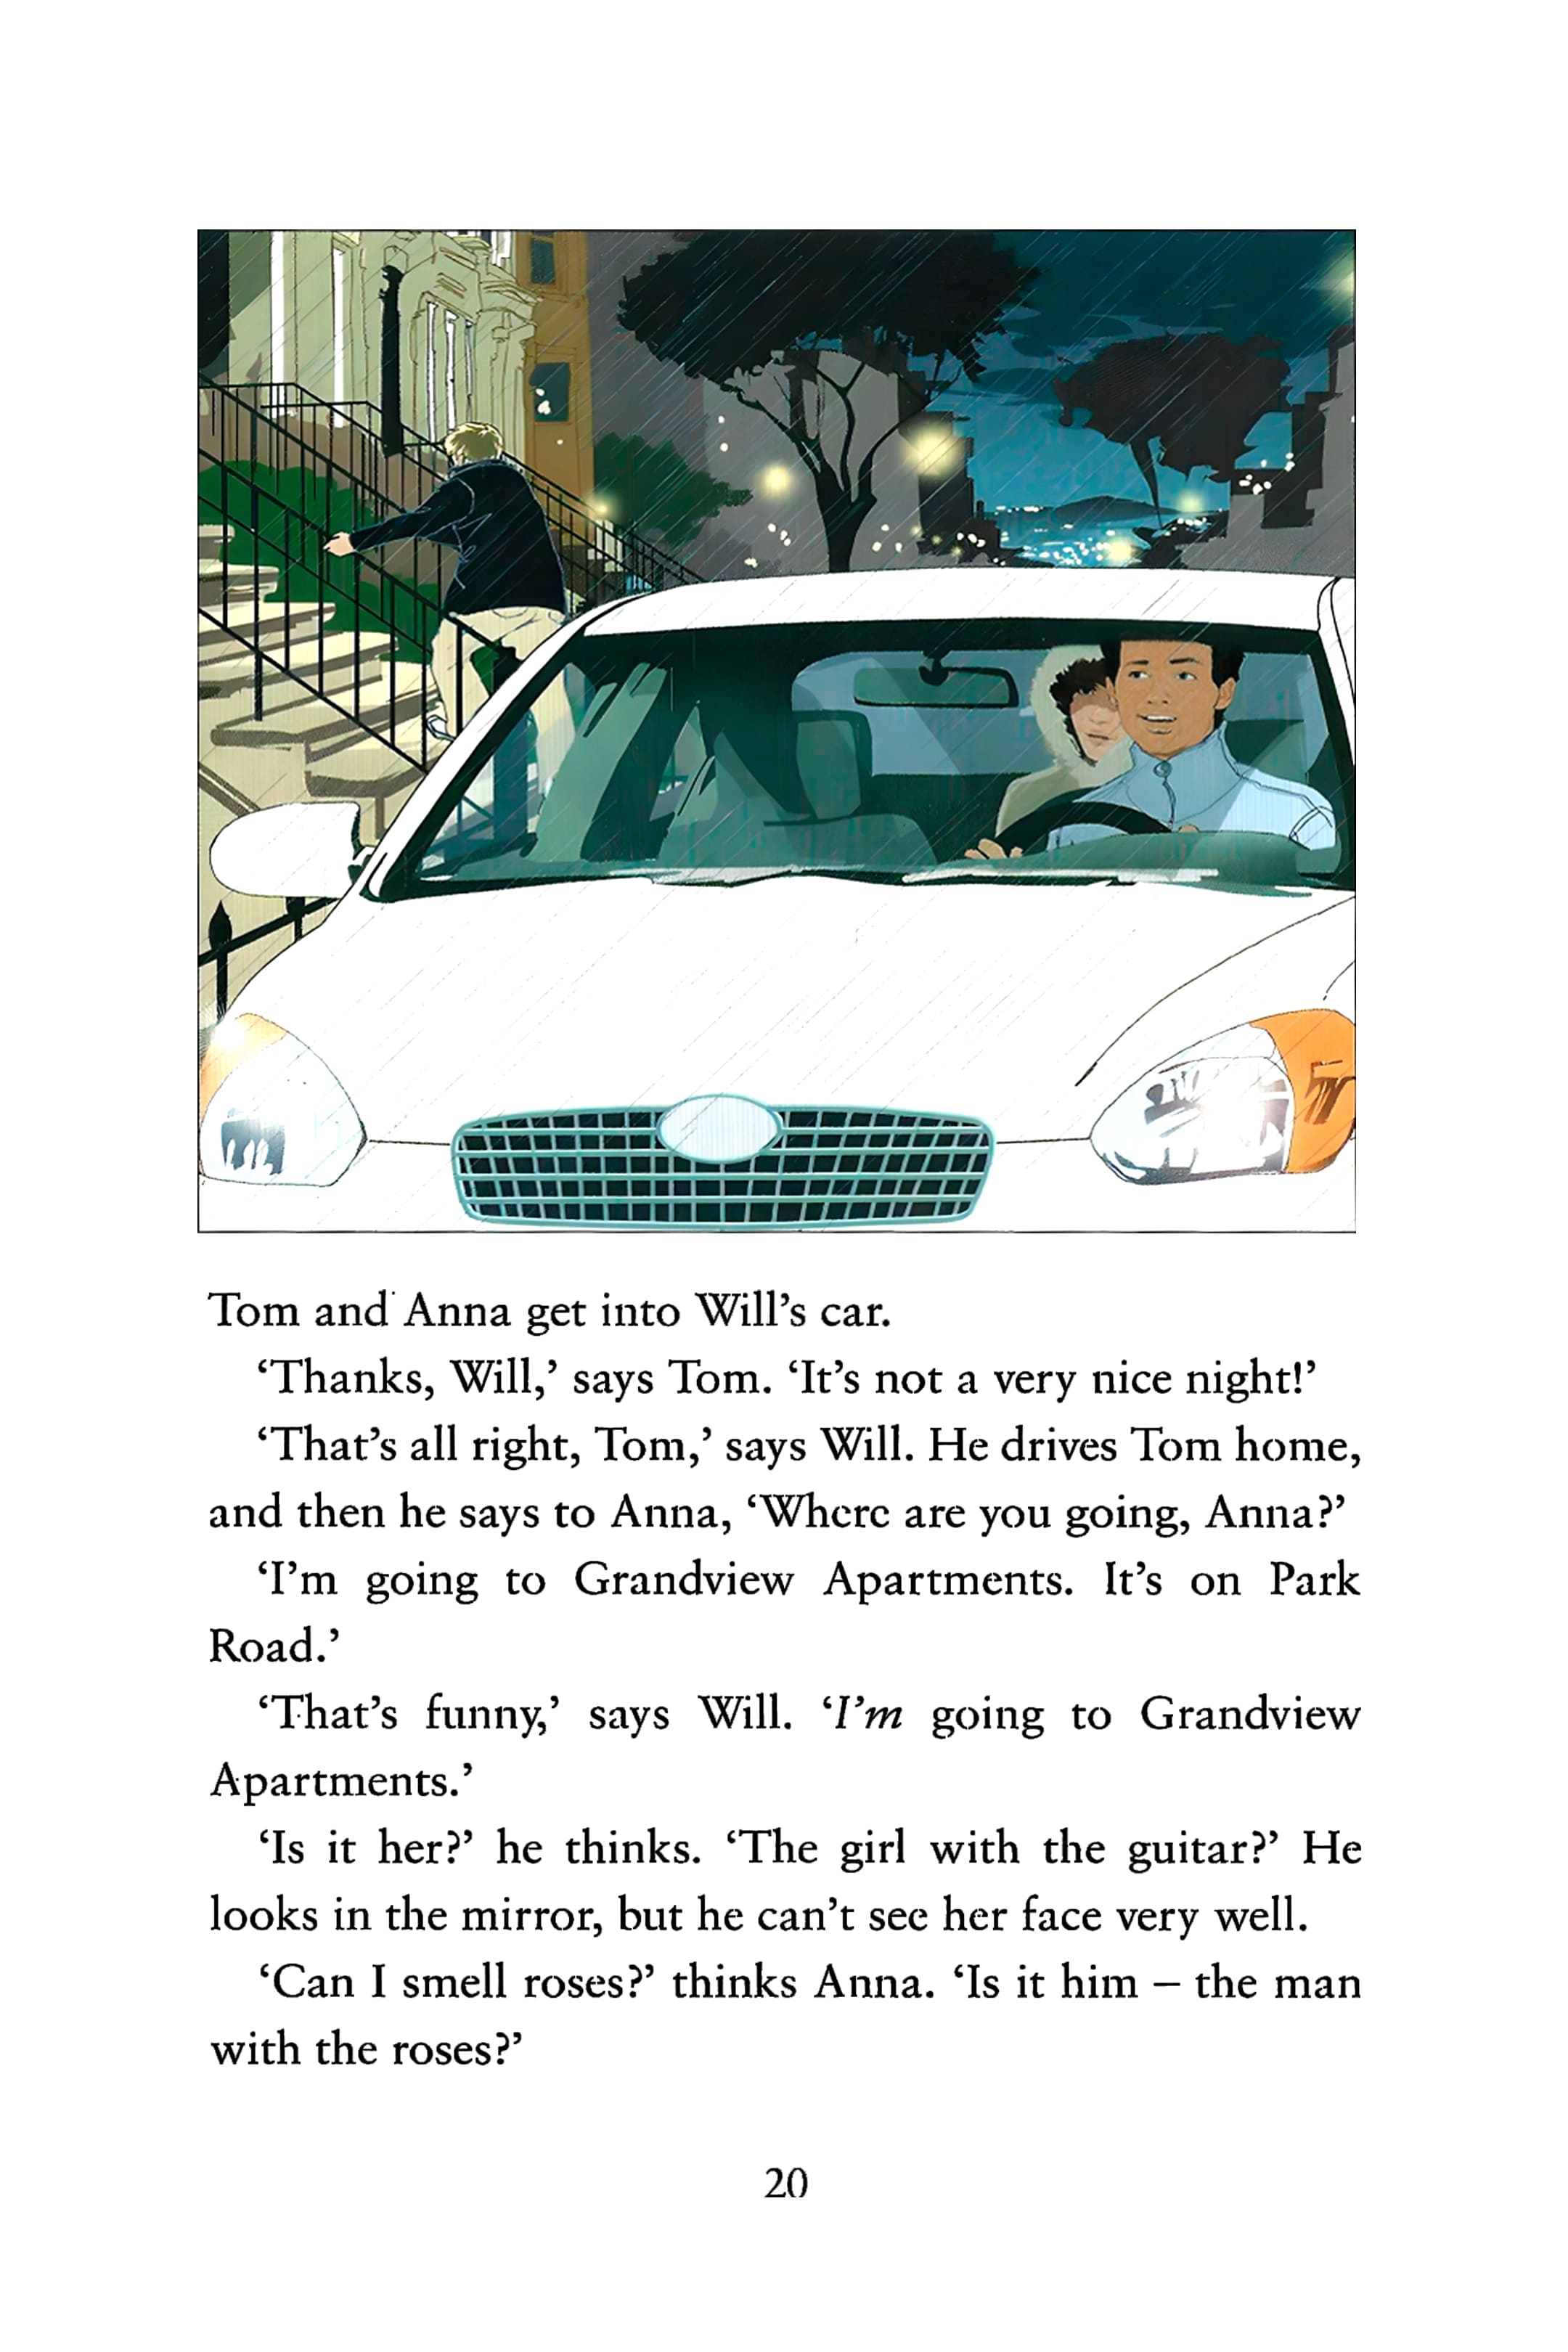 Tom and Anna get into Will’s car.
‘Thanks, Will,’ says Tom. ‘It’s not a very nice night!’
‘That’s all right, Tom,’ says Will. He drives Tom home,
and then he says to Anna, ‘Where are you going, Anna?’
‘I’m going to Grandview Apartments. It’s on Park
Road.’
‘That’s funny,’ says Will. ‘I’m going to Grandview
Apartments.’
‘Is it her?’ he thinks. ‘The girl with the guitar?’ He
looks in the mirror, but he can’t see her face very well.
‘Can I smell roses?’ thinks Anna. ‘Is it him – the man
with the roses?’
20